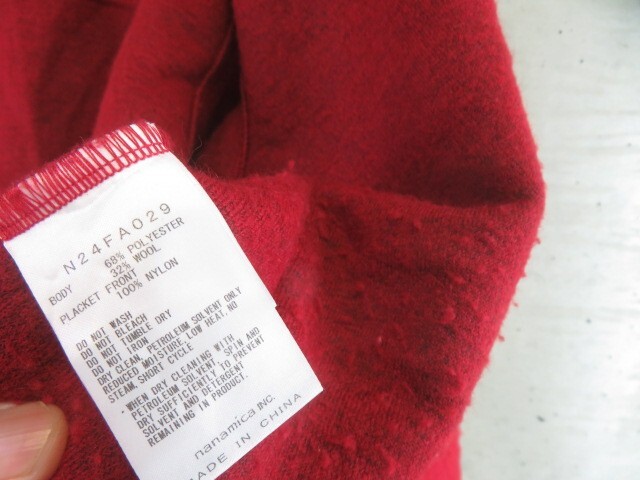 N24FA029
BODY 68% POLYESTER
32% WOOL
PLACKET FRONT
100% NYLON
DO NOT WASH
DO NOT BLEACH
DO NOT TUMBLE DRY
DO NOT IRON
DRY CLEAN, PETROLEUM SOLVENT ONLY
REDUCED MOISTURE, LOW HEAT, NO
STEAM, SHORT CYCLE
・WHEN DRY CLEANING WITH
PETROLEUM SOLVENT, SPIN AND
DRY SUFFICIENTLY TO PREVENT
SOLVENT AND DETERGENT
REMAINING IN PRODUCT.
nanamica INC.
MADE IN CHINA